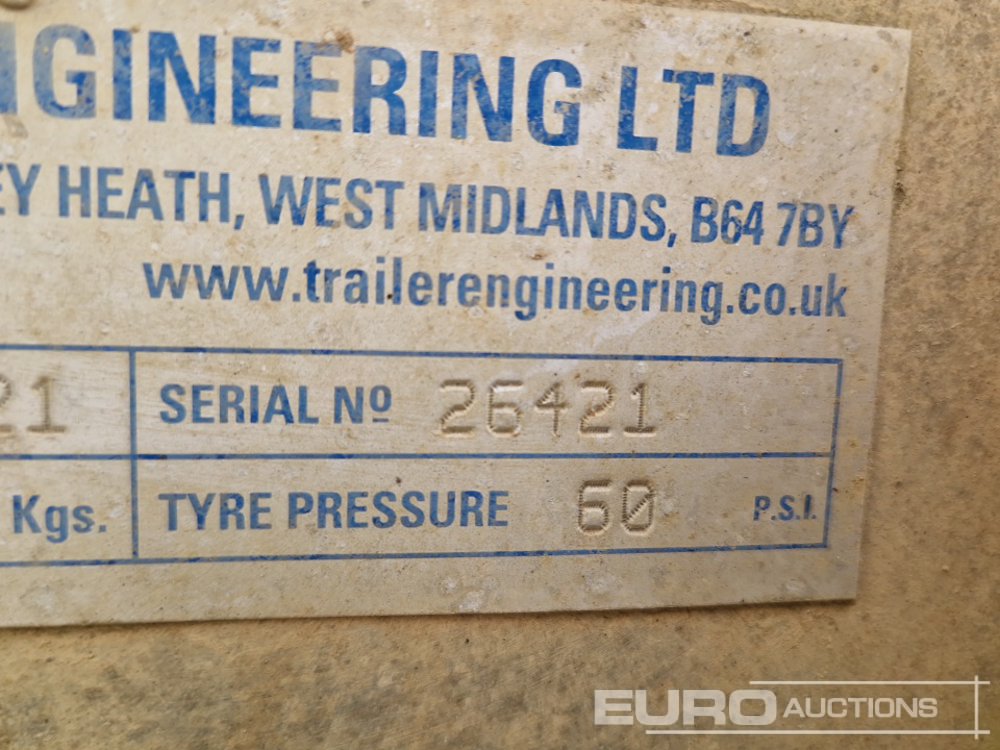 NGINEERING LTD
EY HEATH, WEST MIDLANDS, B64 7BY
www.trailerengineering.co.uk
21 SERIAL Nº 26421
Kgs. TYRE PRESSURE 60 P.S.I.
EURO AUCTIONS